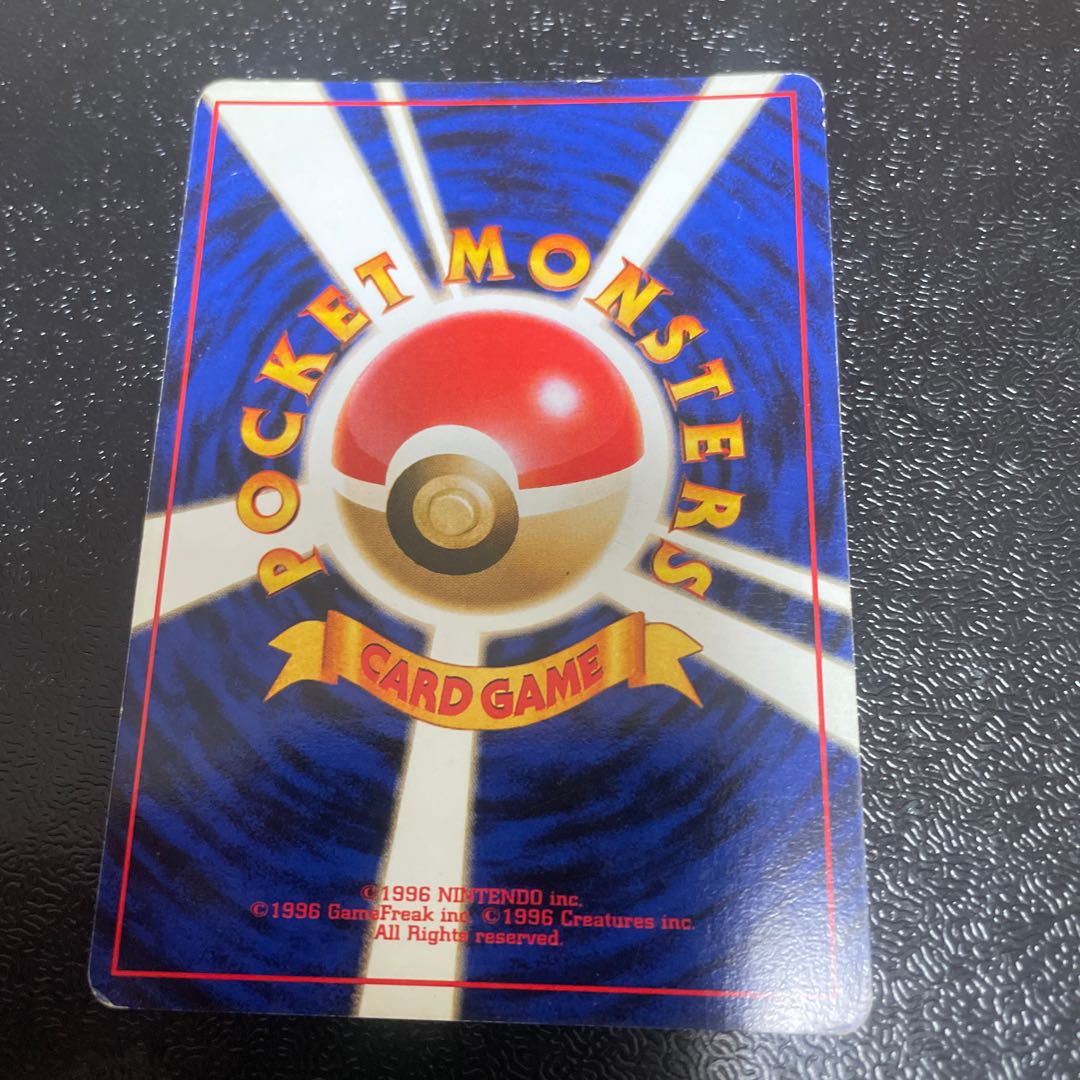 POCKET MONSTERS
CARD GAME
©1996 NINTENDO inc.
©1996 GameFreak inc. ©1996 Creatures inc.
All Rights reserved.